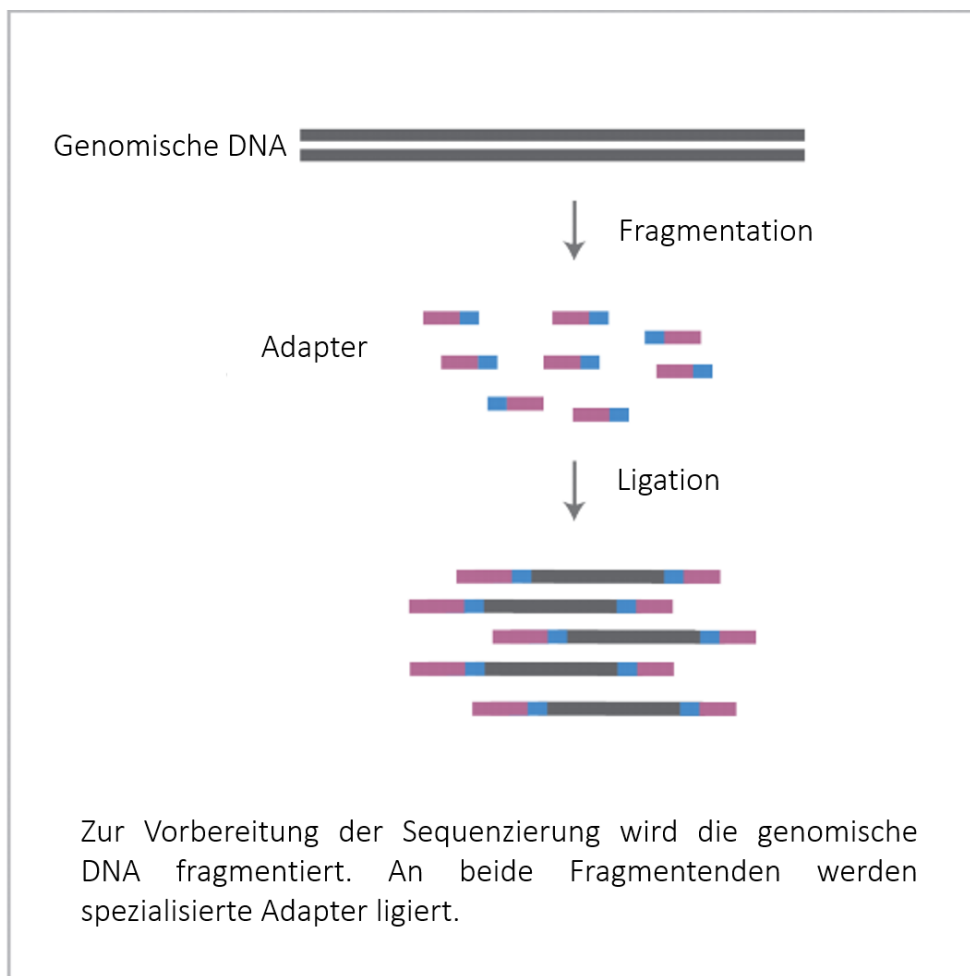 Genomische DNA
Fragmentation
Adapter
Ligation
Zur Vorbereitung der Sequenzierung wird die genomische
DNA fragmentiert. An beide Fragmentenden werden
spezialisierte Adapter ligiert.